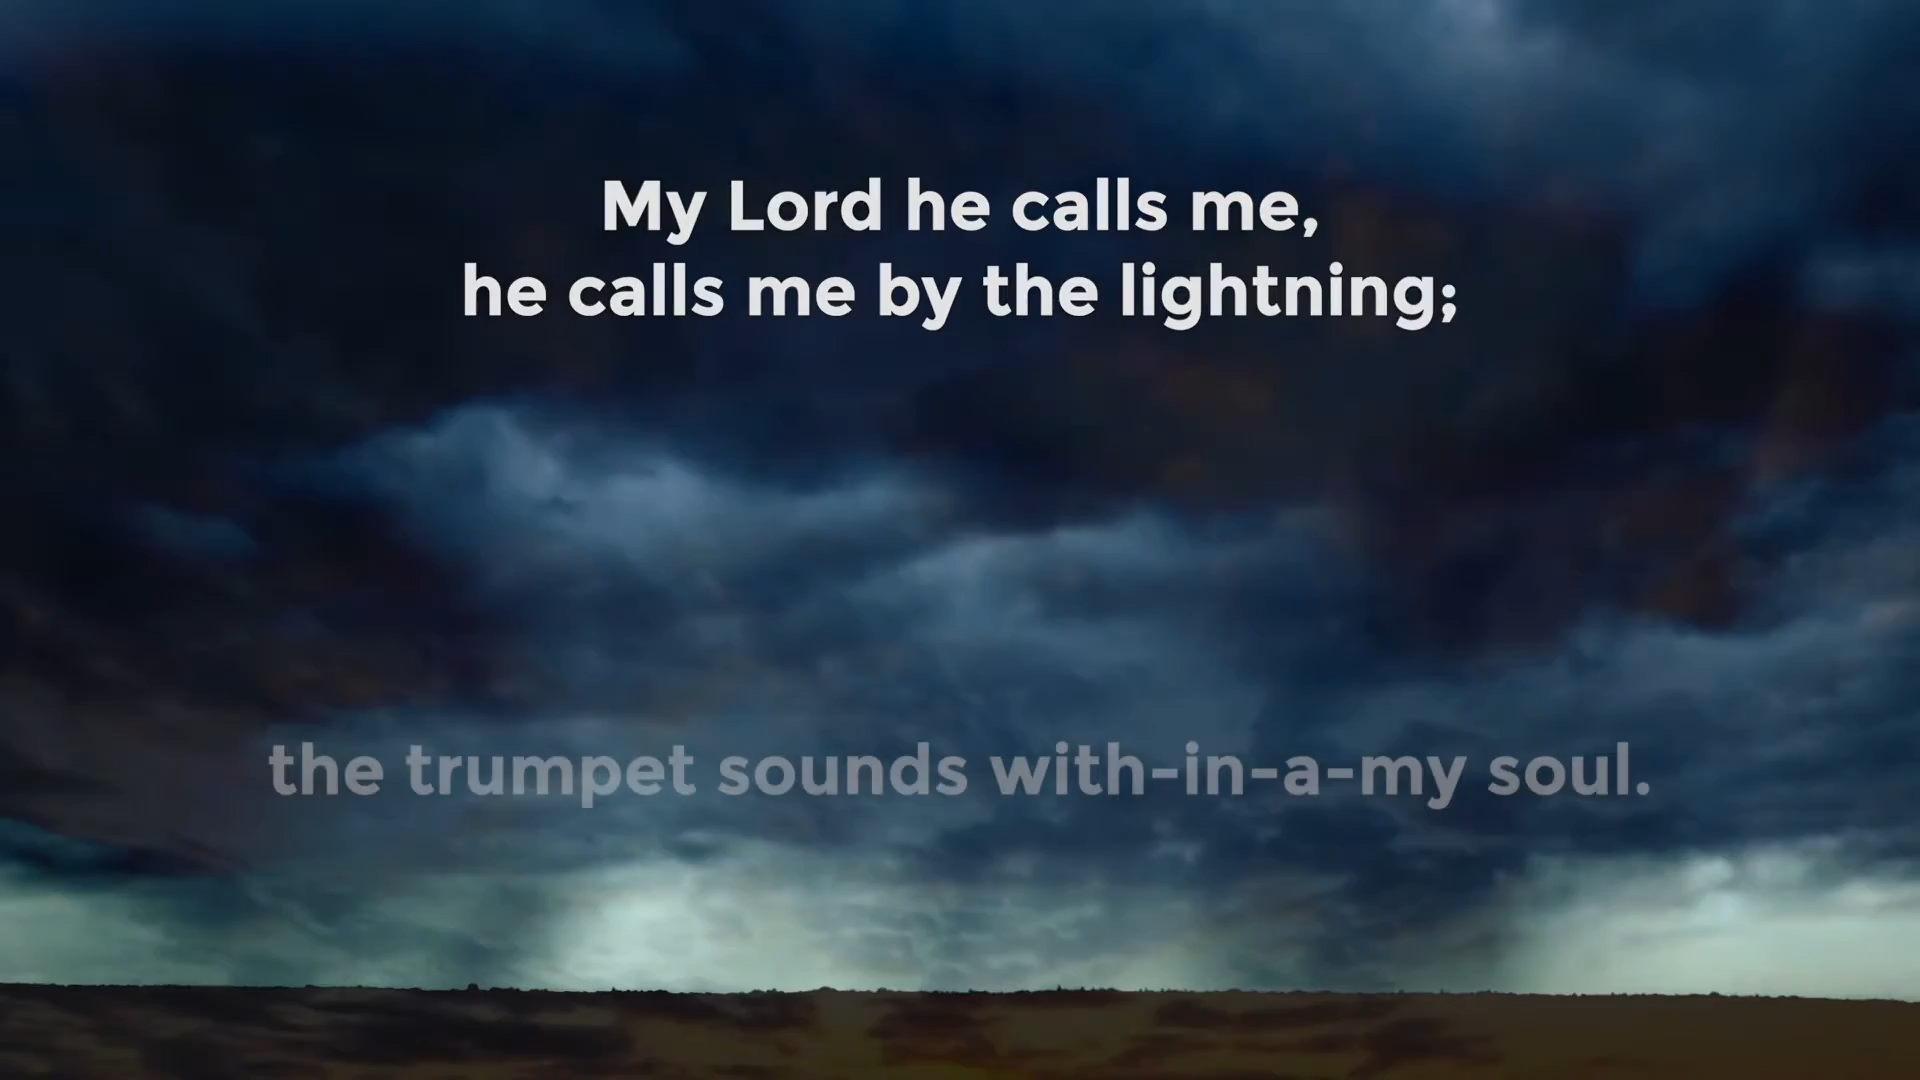 My Lord he calls me,
he calls me by the lightning;
the trumpet sounds with-in-a-my soul.